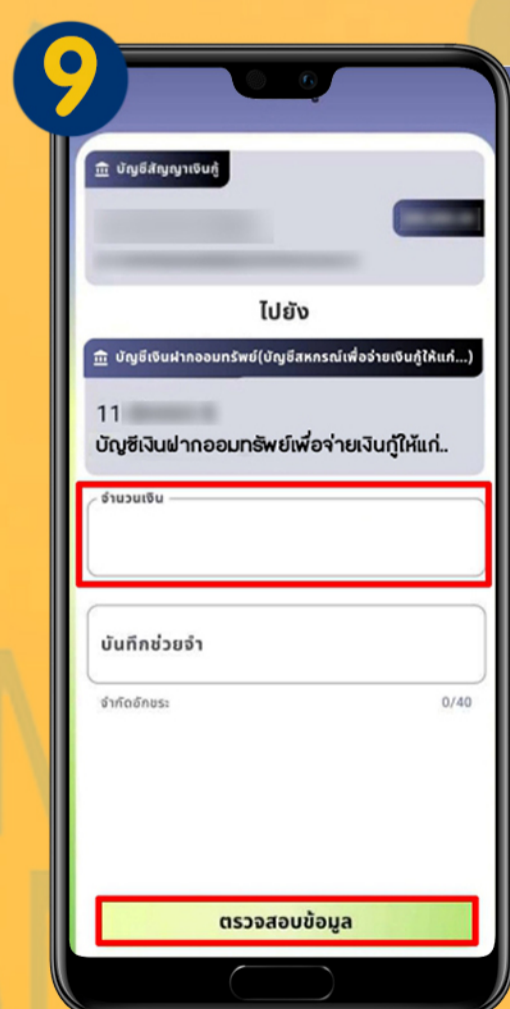 9
บัญชีสัญญาเงินกู้
ไปยัง
บัญชีเงินฝากออมทรัพย์(บัญชีสหกรณ์เพื่อจ่ายเงินกู้ให้แก่...)
11
บัญชีเงินฝากออมทรัพย์เพื่อจ่ายเงินกู้ให้แก่..
จำนวนเงิน
บันทึกช่วยจำ
จำกัดอักขระ 0/40
ตรวจสอบข้อมูล